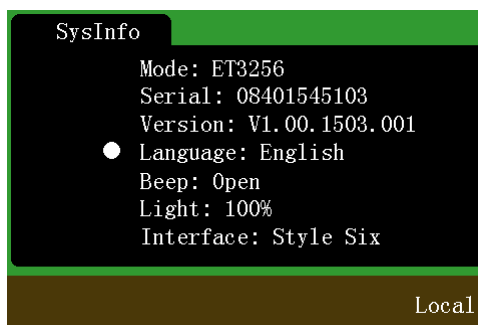 SysInfo
Mode: ET3256
Serial: 08401545103
Version: V1.00.1503.001
Language: English
Beep: Open
Light: 100%
Interface: Style Six
Local